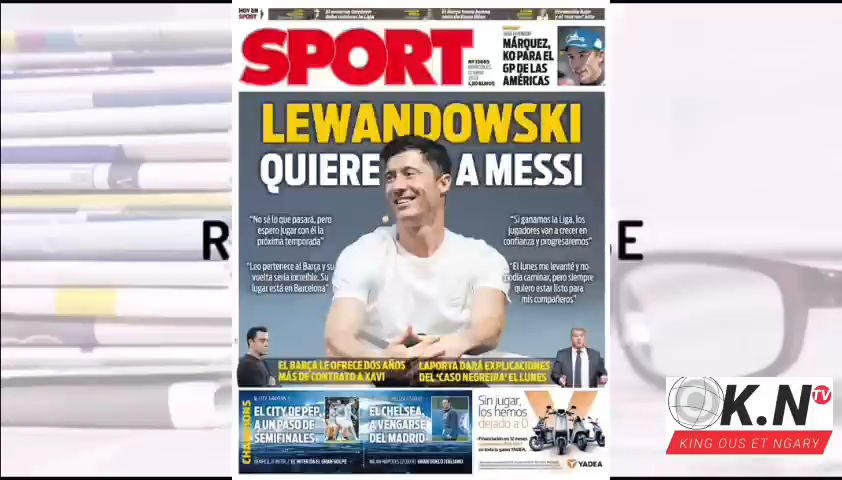 HOY EN
SPORT
SPORT
MÁRQUEZ,
KO PARA EL
GP DE LAS
AMÉRICAS
LEWANDOWSKI
QUIERE A MESSI
"No sé lo que pasará, pero
espero jugar con él la
próxima temporada"
"Leo pertenece al Barça y su
vuelta sería increíble. Su
lugar está en Barcelona"
"Si ganamos la Liga, los
jugadores van a crecer en
confianza y progresaremos"
"El lunes me levanté y no
podía caminar, pero siempre
quiero estar listo para
mis compañeros"
R
SE
EL BARÇA LE OFRECE DOS AÑOS
MÁS DE CONTRATO A XAVI
LAPORTA DARÁ EXPLICACIONES
DEL 'CASO NEGREIRA' EL LUNES
CHAMPIONS
EL CITY DE PEP,
A UN PASO DE
SEMIFINALES
EL CHELSEA,
A VENGARSE
DEL MADRID
Sin jugar,
los hemos
dejado a 0
YADEA
K.N TV
KING OUS ET NGARY